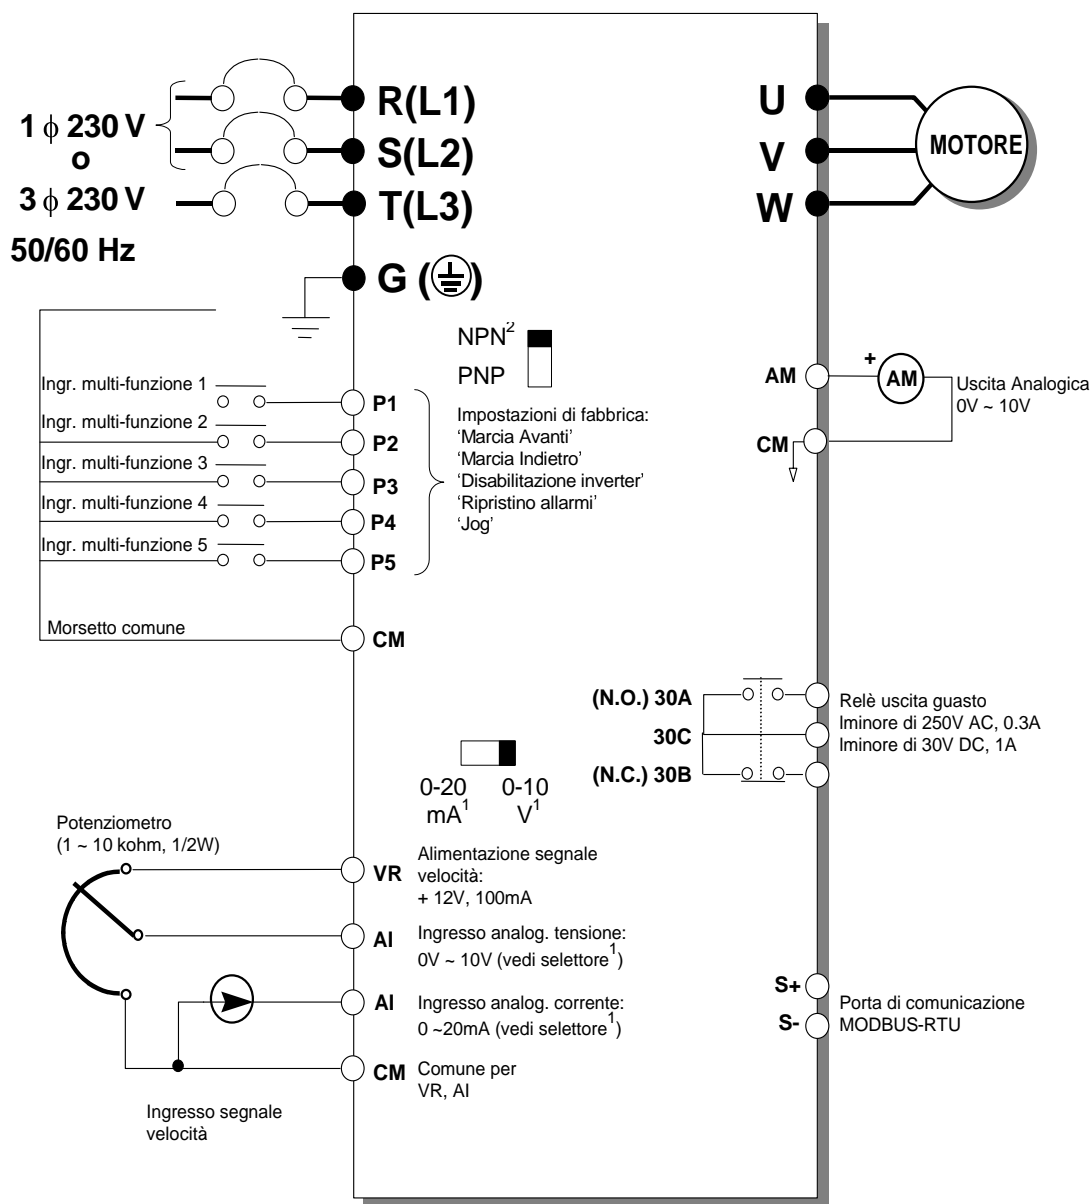 1 ϕ 230 V
o
3 ϕ 230 V
50/60 Hz
R(L1)
S(L2)
T(L3)
G (⏚)
U
V
W
MOTORE
NPN²
PNP
Ingr. multi-funzione 1
Ingr. multi-funzione 2
Ingr. multi-funzione 3
Ingr. multi-funzione 4
Ingr. multi-funzione 5
Morsetto comune
P1
P2
P3
P4
P5
CM
Impostazioni di fabbrica:
‘Marcia Avanti’
‘Marcia Indietro’
‘Disabilitazione inverter’
‘Ripristino allarmi’
‘Jog’
AM
+
AM
CM
Uscita Analogica
0V ~ 10V
(N.O.) 30A
30C
(N.C.) 30B
Relè uscita guasto
Iminore di 250V AC, 0.3A
Iminore di 30V DC, 1A
0-20
mA¹
0-10
V¹
Potenziometro
(1 ~ 10 kohm, 1/2W)
VR
Alimentazione segnale
velocità:
+ 12V, 100mA
AI
Ingresso analog. tensione:
0V ~ 10V (vedi selettore¹)
AI
Ingresso analog. corrente:
0 ~20mA (vedi selettore¹)
CM
Comune per
VR, AI
Ingresso segnale
velocità
S+
S-
Porta di comunicazione
MODBUS-RTU